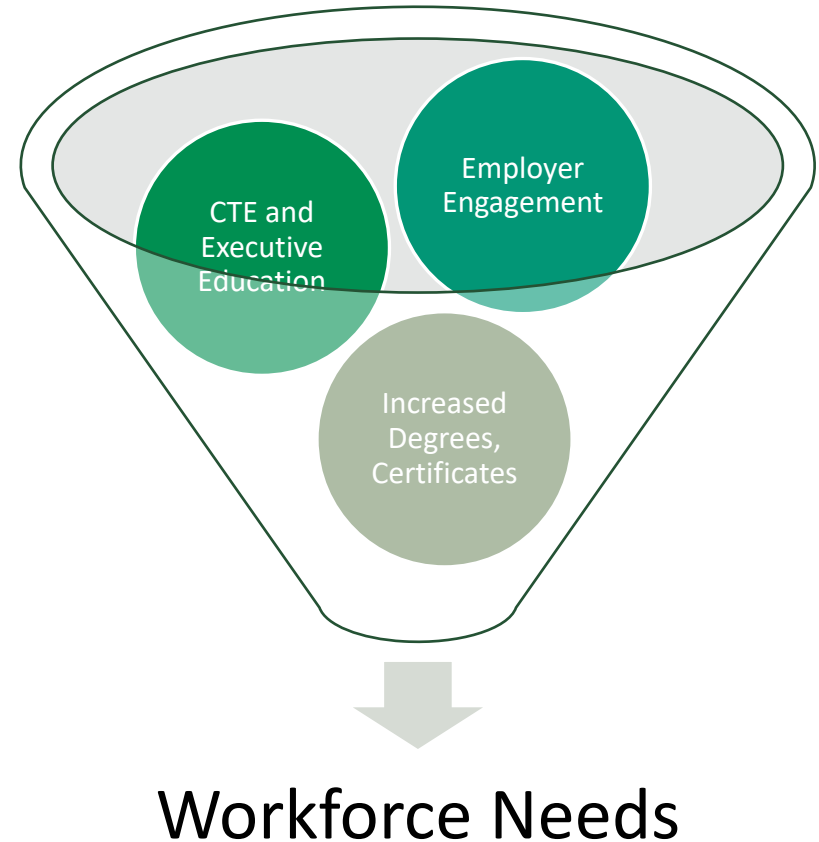 Employer
Engagement
CTE and
Executive
Education
Increased
Degrees,
Certificates
Workforce Needs